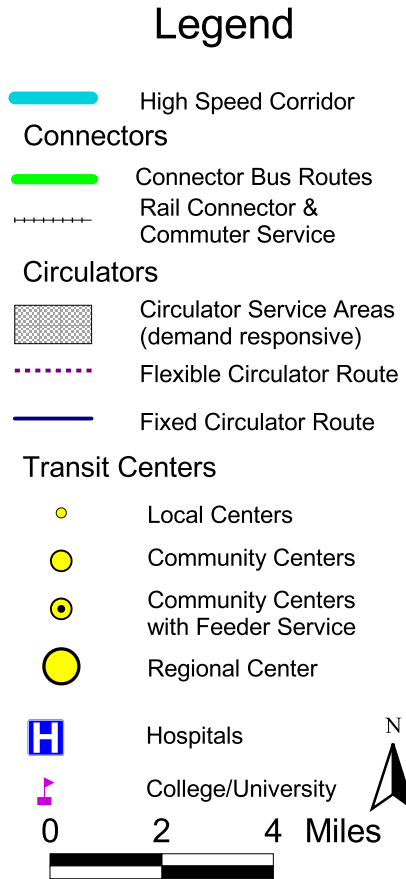 Legend
High Speed Corridor
Connectors
Connector Bus Routes
Rail Connector &
Commuter Service
Circulators
Circulator Service Areas
(demand responsive)
Flexible Circulator Route
Fixed Circulator Route
Transit Centers
Local Centers
Community Centers
Community Centers
with Feeder Service
Regional Center
H Hospitals
N
College/University
0 2 4 Miles